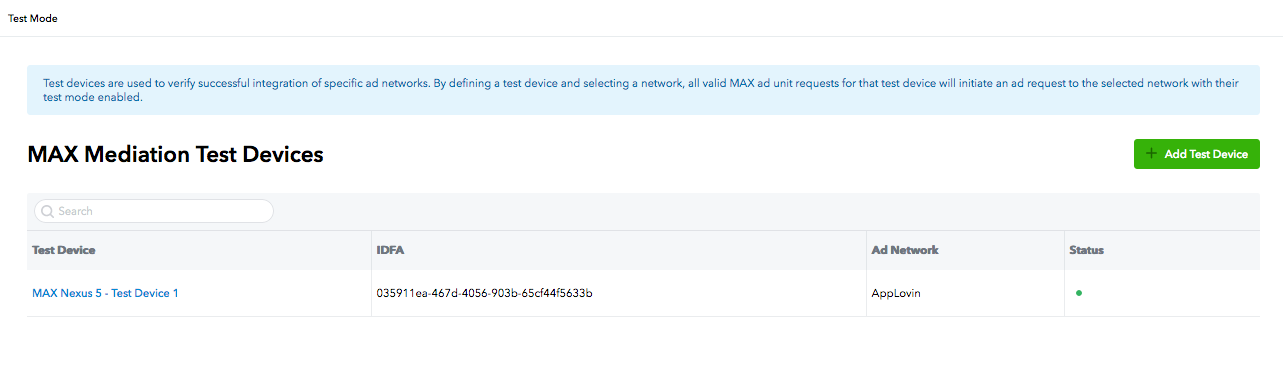 Test Mode
Test devices are used to verify successful integration of specific ad networks. By defining a test device and selecting a network, all valid MAX ad unit requests for that test device will initiate an ad request to the selected network with their
test mode enabled.
MAX Mediation Test Devices
+ Add Test Device
Search
Test Device IDFA Ad Network Status
MAX Nexus 5 - Test Device 1 035911ea-467d-4056-903b-65cf44f5633b AppLovin